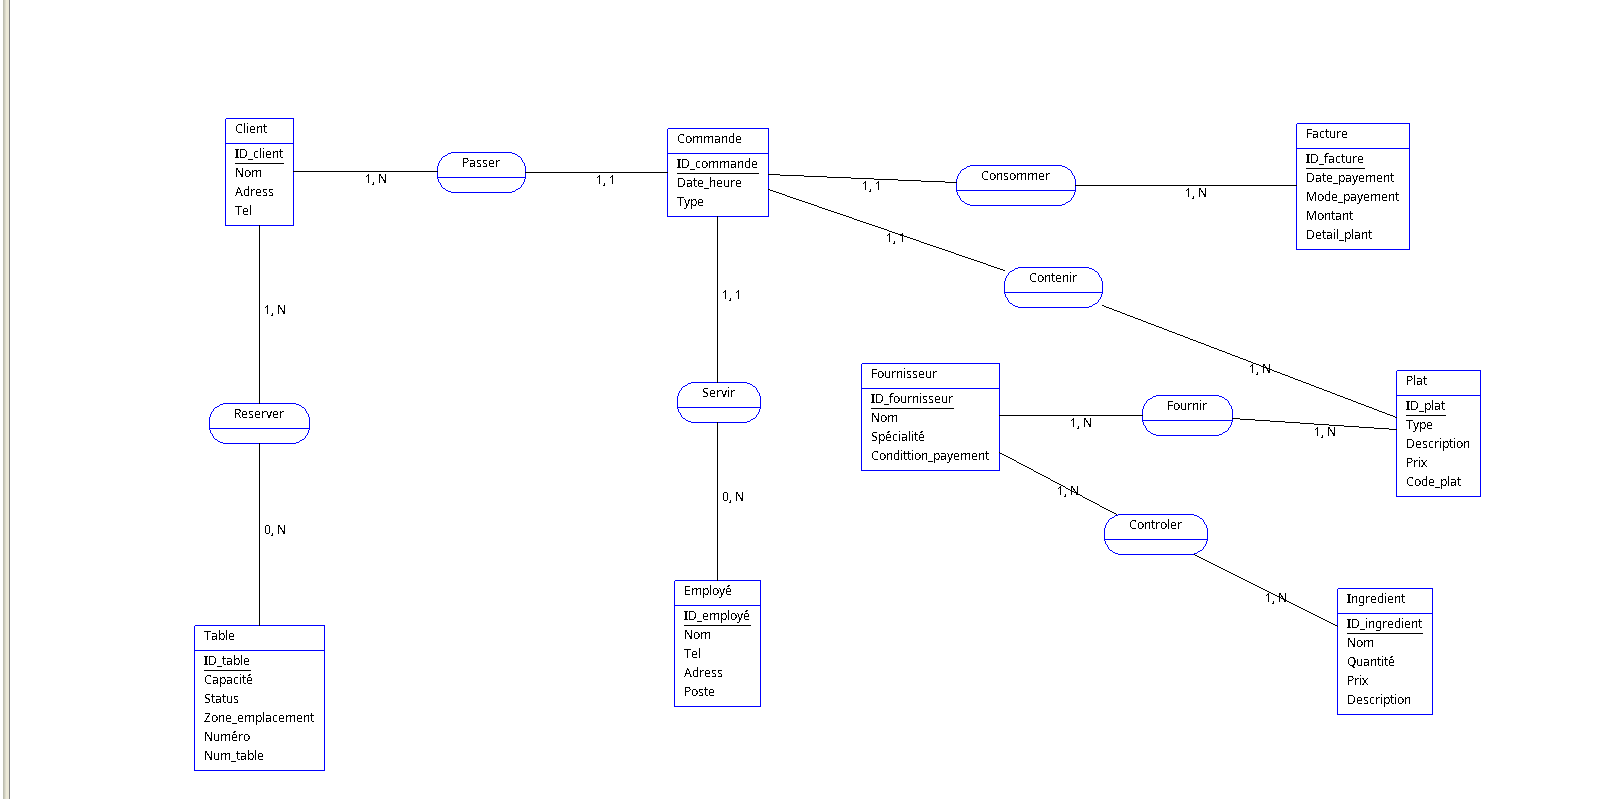 Client
ID_client
Nom
Adress
Tel
1, N
Passer
1, 1
Commande
ID_commande
Date_heure
Type
1, 1
Consommer
1, N
Facture
ID_facture
Date_payement
Mode_payement
Montant
Detail_plant
1, 1
Contenir
1, N
1, N
Reserver
0, N
1, 1
Servir
0, N
Fournisseur
ID_fournisseur
Nom
Spécialité
Condittion_payement
1, N
Fournir
1, N
Plat
ID_plat
Type
Description
Prix
Code_plat
1, N
Controler
1, N
Table
ID_table
Capacité
Status
Zone_emplacement
Numéro
Num_table
Employé
ID_employé
Nom
Tel
Adress
Poste
Ingredient
ID_ingredient
Nom
Quantité
Prix
Description